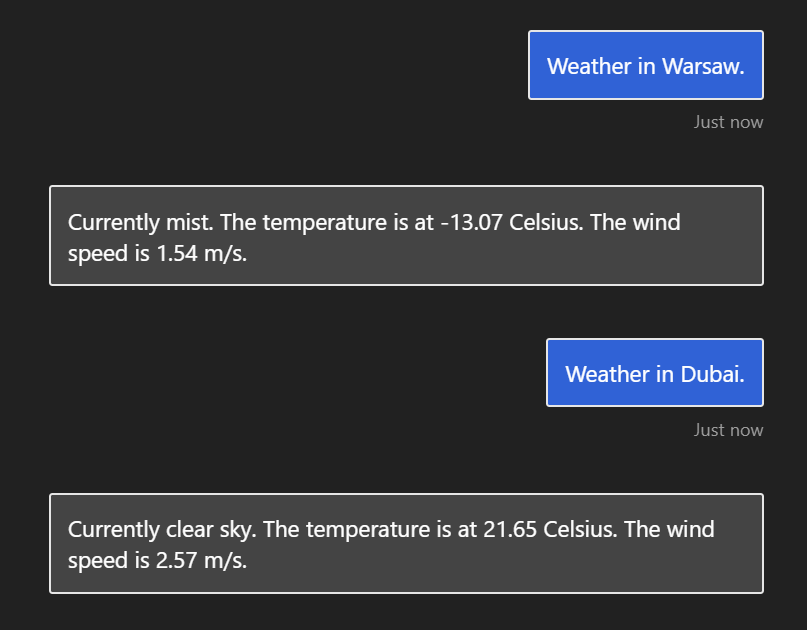 Weather in Warsaw.
Just now
Currently mist. The temperature is at -13.07 Celsius. The wind
speed is 1.54 m/s.
Weather in Dubai.
Just now
Currently clear sky. The temperature is at 21.65 Celsius. The wind
speed is 2.57 m/s.